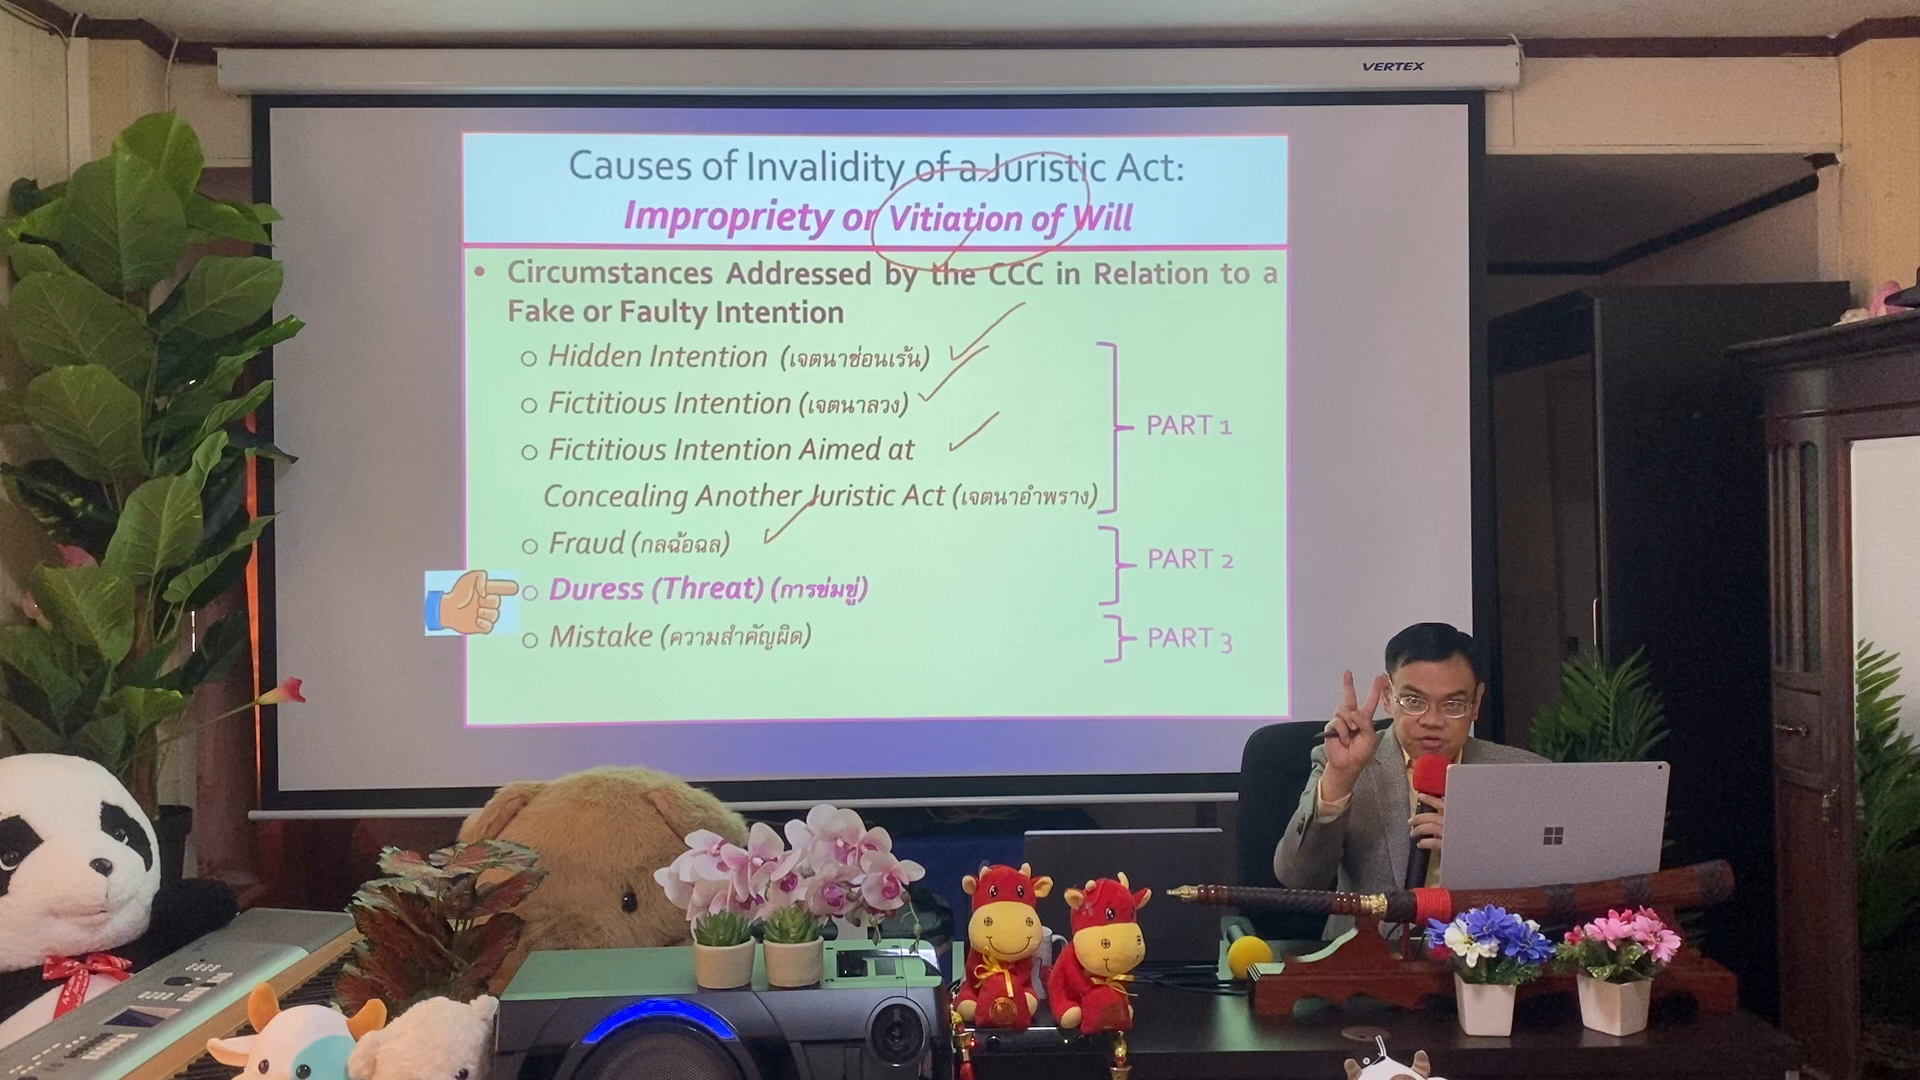 VERTEX
Causes of Invalidity of a Juristic Act:
Impropriety or Vitiation of Will
• Circumstances Addressed by the CCC in Relation to a
Fake or Faulty Intention
o Hidden Intention (เจตนาซ่อนเร้น)
o Fictitious Intention (เจตนาลวง)
o Fictitious Intention Aimed at
Concealing Another Juristic Act (เจตนาอำพราง)
PART 1
o Fraud (กลฉ้อฉล)
o Duress (Threat) (การข่มขู่)
PART 2
o Mistake (ความสำคัญผิด)
PART 3